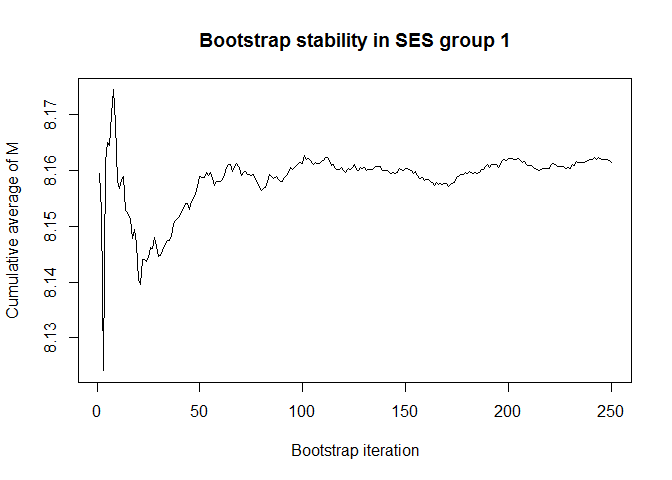 Bootstrap stability in SES group 1
Cumulative average of M
8.17
8.16
8.15
8.14
8.13
0 50 100 150 200 250
Bootstrap iteration